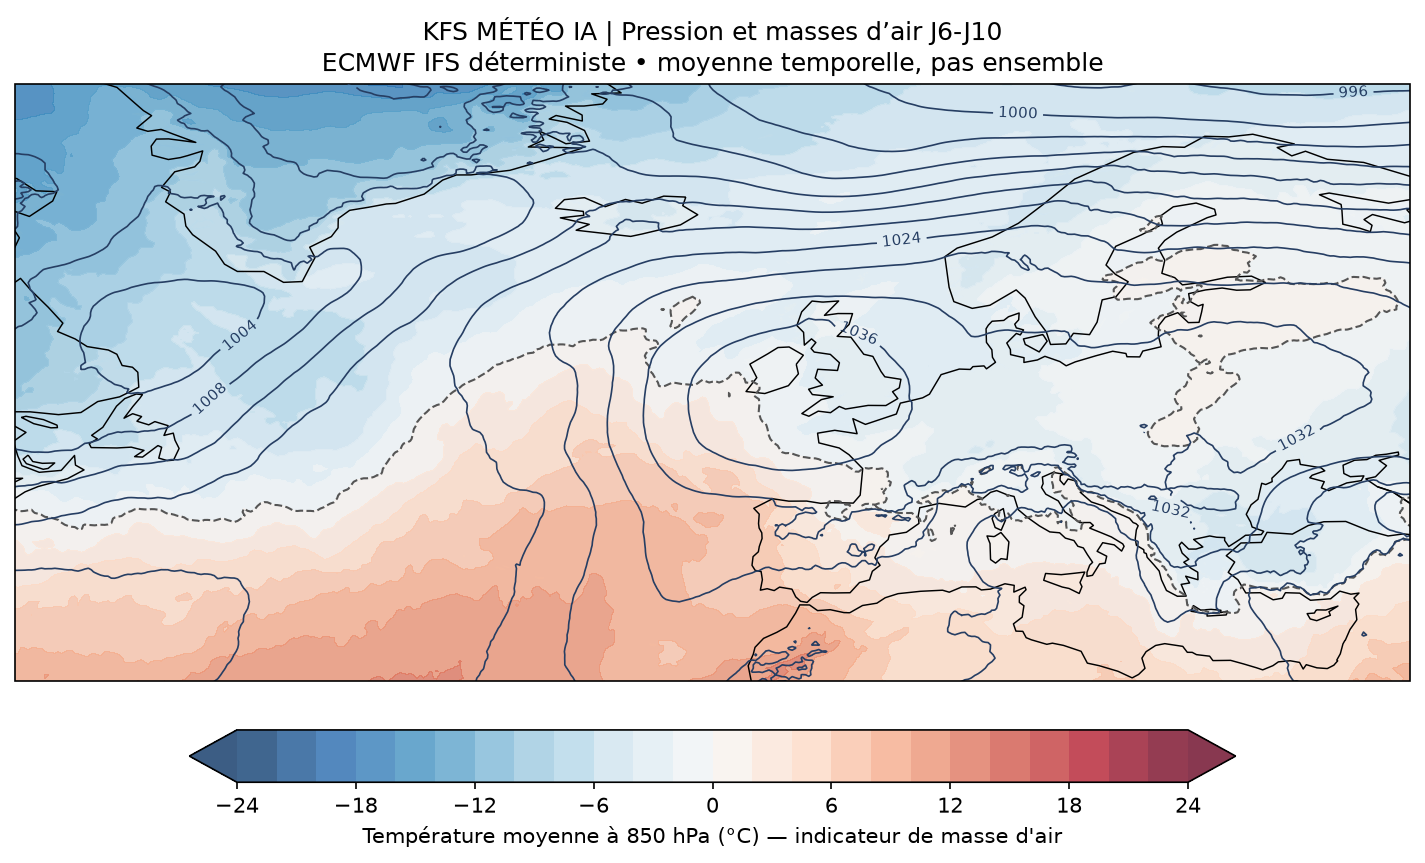 KFS MÉTÉO IA | Pression et masses d’air J6-J10
ECMWF IFS déterministe • moyenne temporelle, pas ensemble
996
1000
1024
1036
1004
1008
1032
1032
−24 −18 −12 −6 0 6 12 18 24
Température moyenne à 850 hPa (°C) — indicateur de masse d'air